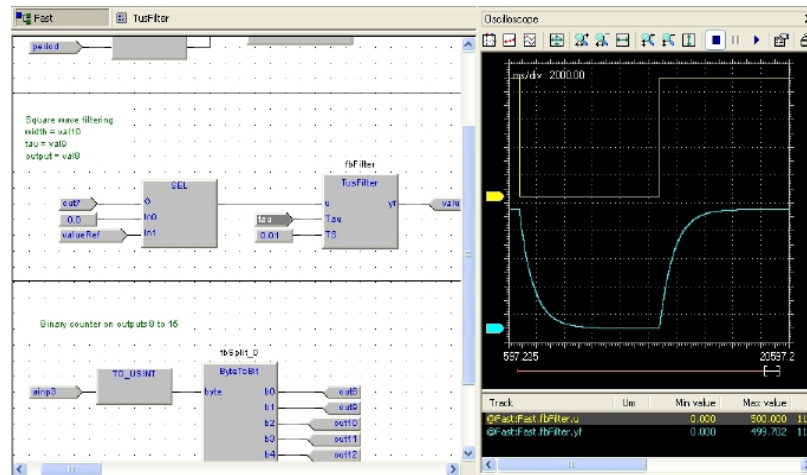 Fast
TusFilter
period
Square wave filtering
width = val10
tau = val9
output = val8
fbFilter
SEL
TusFilter
out7
G
u
yf
valu
0.0
In0
tau
Tau
valueRef
In1
0.01
TS
Binary counter on outputs 8 to 16
fbSplit_0
TO_USINT
ByteToBit
ainp3
byte
b0
out8
b1
out9
b2
out10
b3
out11
b4
out12
Oscilloscope
ms/div : 2000.00
597.225
20597.2
Track
Um
Min value
Max value
@Fast:Fast.fbFilter.u
0.000
500.000
11
@Fast:Fast.fbFilter.yf
0.000
499.702
11